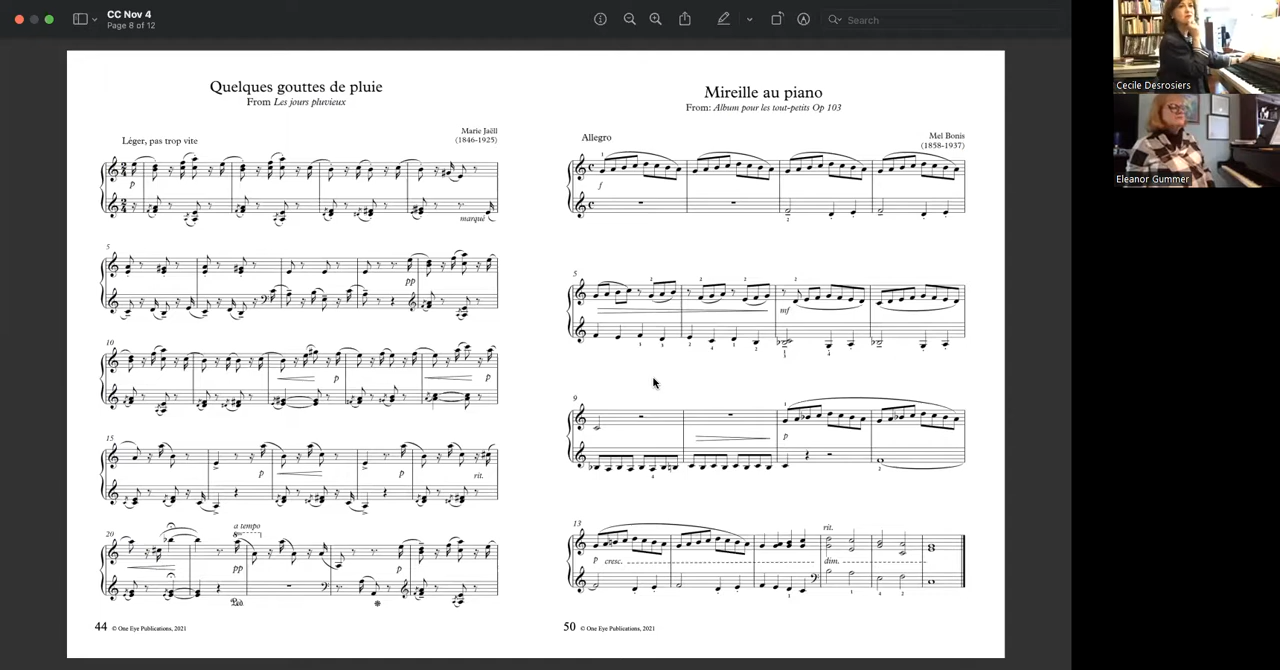 CC Nov 4
Page 8 of 12
Search
Quelques gouttes de pluie
From Les jours pluvieux
Léger, pas trop vite
Marie Jaëll
(1846-1925)
p
marqué
5
pp
10
p
p
15
p
p
rit.
20
a tempo
8
pp
p
Ped
44 © One Eye Publications, 2021
Mireille au piano
From: Album pour les tout-petits Op 103
Allegro
Mel Bonis
(1858-1937)
f
5
mf
9
p
13
rit.
p cresc.
dim.
50 © One Eye Publications, 2021
Cecile Desrosiers
Eleanor Gummer